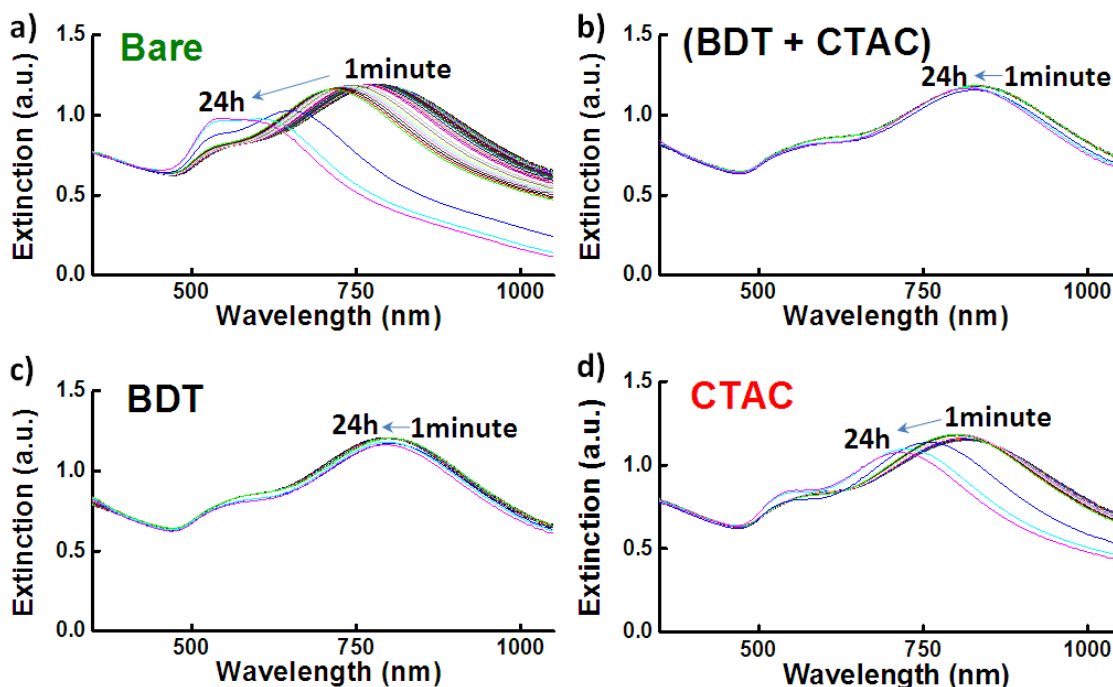 a)
Bare
1minute
24h
1.5
1.0
0.5
0.0
Extinction (a.u.)
500
750
1000
Wavelength (nm)
b)
(BDT + CTAC)
24h
1minute
1.5
1.0
0.5
0.0
Extinction (a.u.)
500
750
1000
Wavelength (nm)
c)
BDT
24h
1minute
1.5
1.0
0.5
0.0
Extinction (a.u.)
500
750
1000
Wavelength (nm)
d)
CTAC
1minute
24h
1.5
1.0
0.5
0.0
Extinction (a.u.)
500
750
1000
Wavelength (nm)